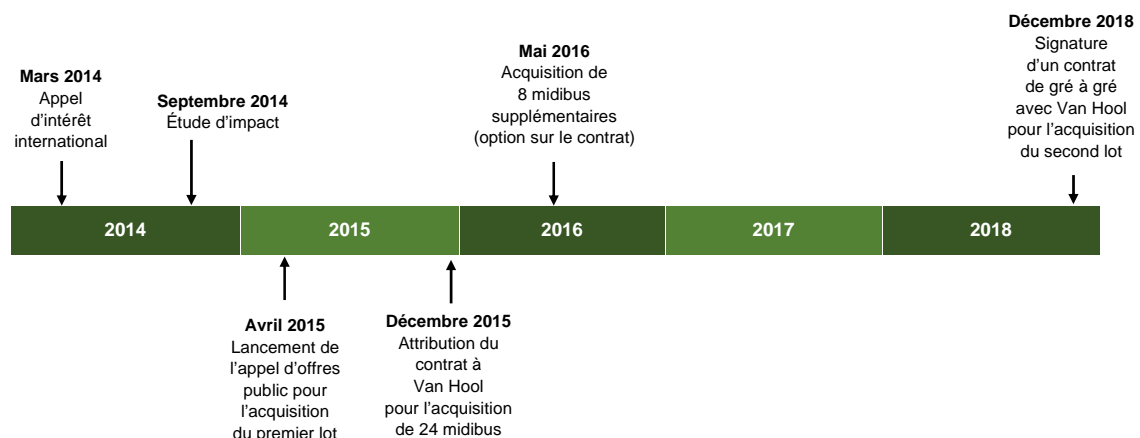 Mars 2014
Appel
d'intérêt
international
Septembre 2014
Étude d'impact
Mai 2016
Acquisition de
8 midibus
supplémentaires
(option sur le contrat)
Décembre 2018
Signature
d'un contrat
de gré à gré
avec Van Hool
pour l'acquisition
du second lot
2014
2015
2016
2017
2018
Avril 2015
Lancement de
l'appel d'offres
public pour
l'acquisition
du premier lot
Décembre 2015
Attribution du
contrat à
Van Hool
pour l'acquisition
de 24 midibus